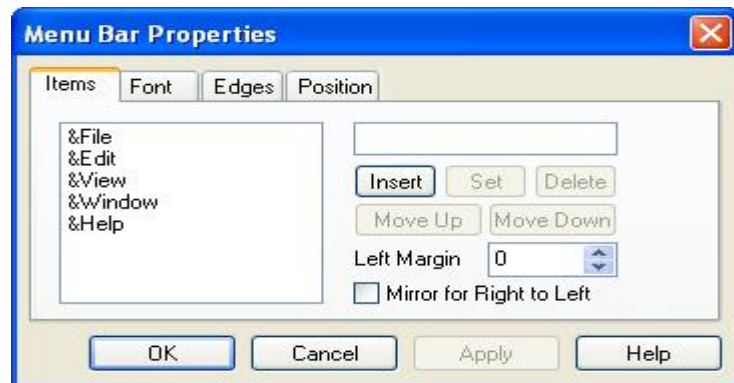 Menu Bar Properties
Items Font Edges Position
&File
&Edit
&View
&Window
&Help
Insert Set Delete
Move Up Move Down
Left Margin 0
Mirror for Right to Left
OK Cancel Apply Help